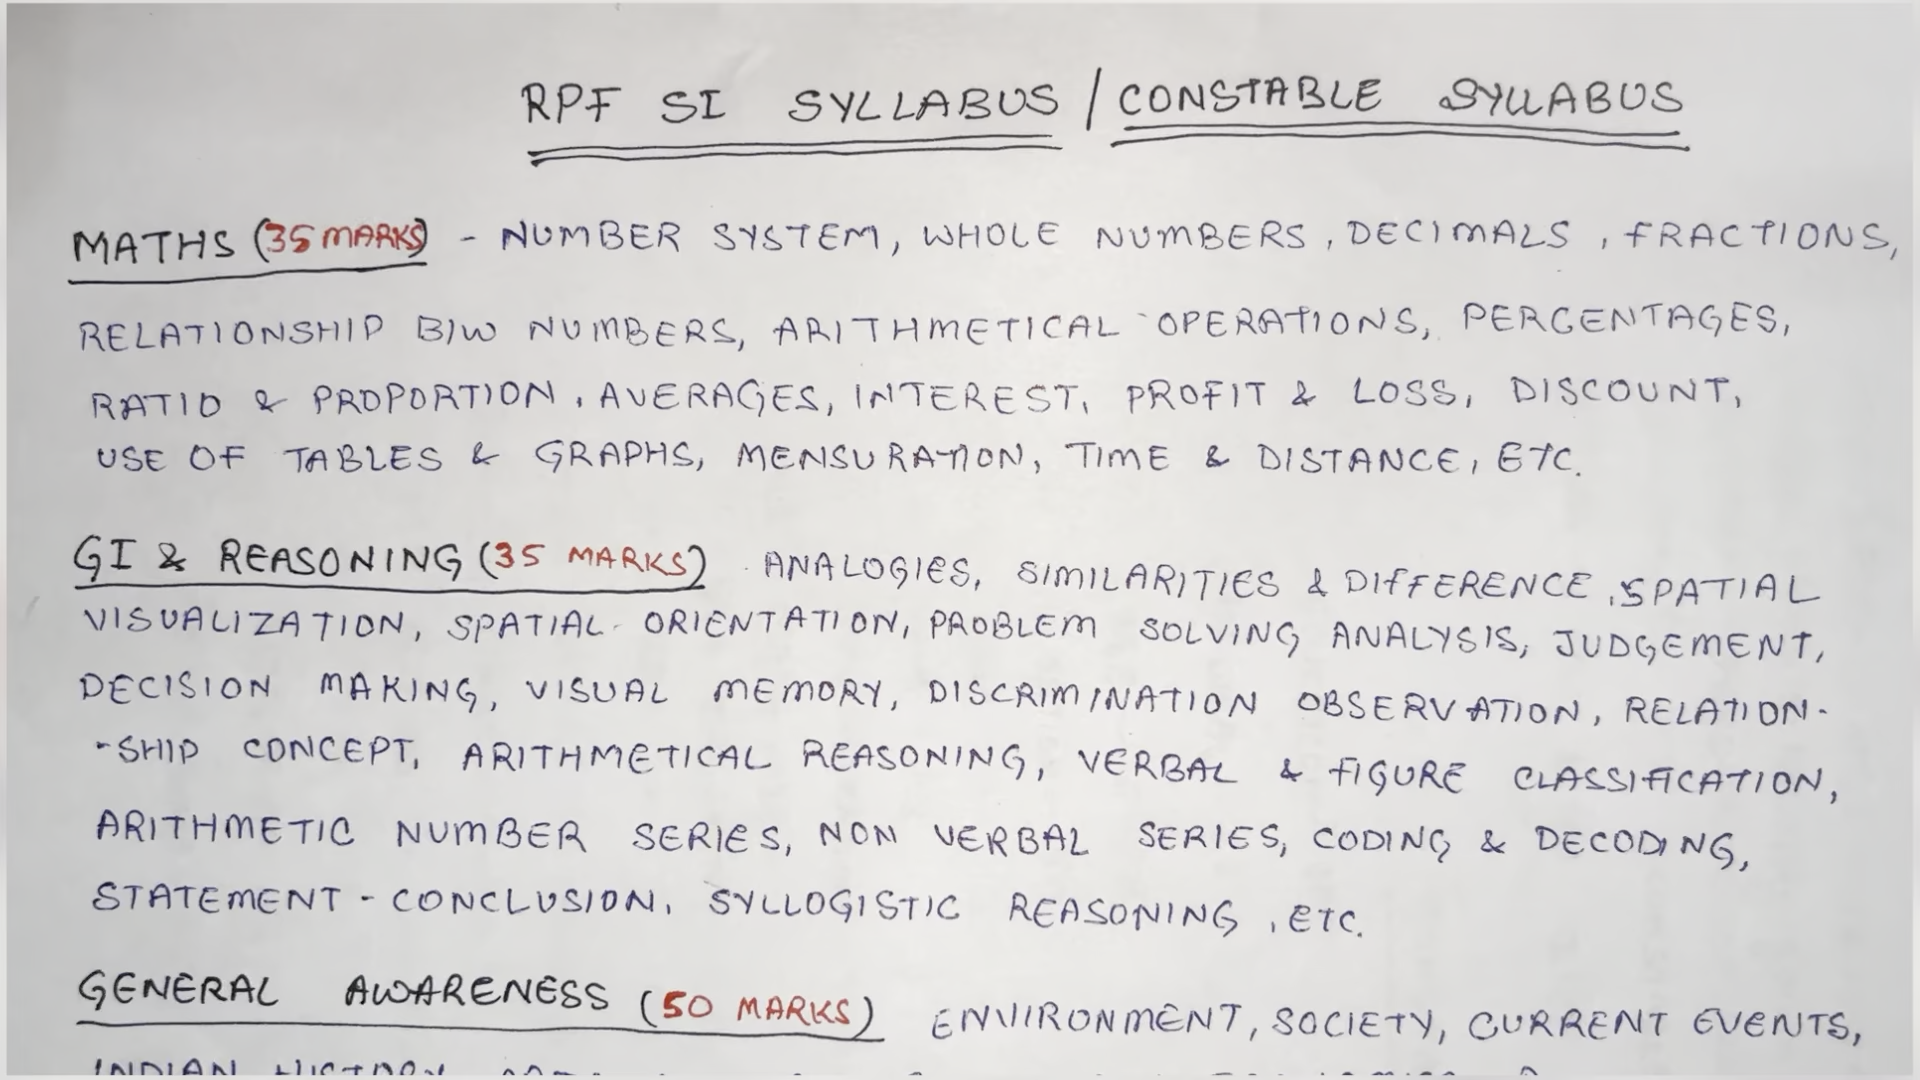 RPF SI SYLLABUS / CONSTABLE SYLLABUS
MATHS (35 MARKS) - NUMBER SYSTEM, WHOLE NUMBERS, DECIMALS, FRACTIONS,
RELATIONSHIP B/W NUMBERS, ARITHMETICAL OPERATIONS, PERCENTAGES,
RATIO & PROPORTION, AVERAGES, INTEREST, PROFIT & LOSS, DISCOUNT,
USE OF TABLES & GRAPHS, MENSURATION, TIME & DISTANCE, ETC.
GI & REASONING (35 MARKS) ANALOGIES, SIMILARITIES & DIFFERENCE, SPATIAL
VISUALIZATION, SPATIAL ORIENTATION, PROBLEM SOLVING ANALYSIS, JUDGEMENT,
DECISION MAKING, VISUAL MEMORY, DISCRIMINATION OBSERVATION, RELATION-
-SHIP CONCEPT, ARITHMETICAL REASONING, VERBAL & FIGURE CLASSIFICATION,
ARITHMETIC NUMBER SERIES, NON VERBAL SERIES, CODING & DECODING,
STATEMENT - CONCLUSION, SYLLOGISTIC REASONING, ETC.
GENERAL AWARENESS (50 MARKS) ENVIRONMENT, SOCIETY, CURRENT EVENTS,
INDIAN HISTORY